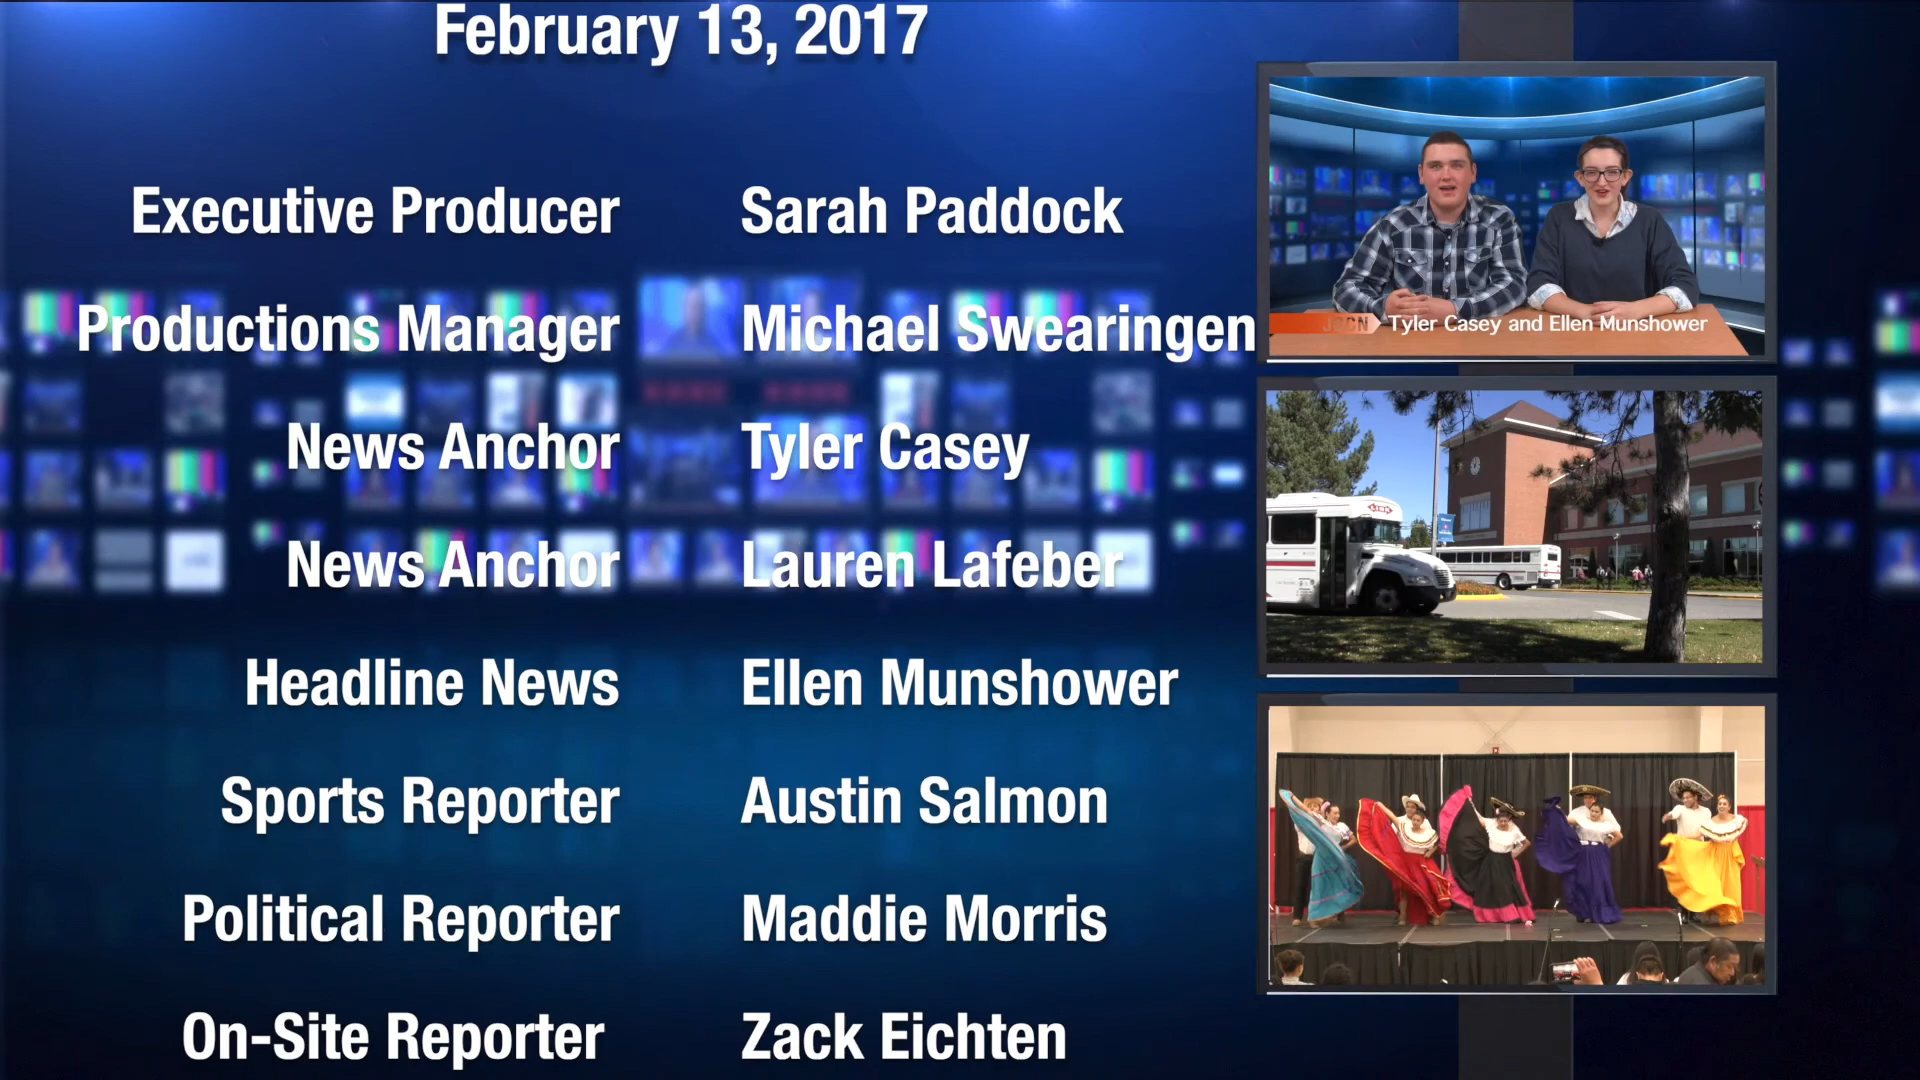 February 13, 2017
Executive Producer Sarah Paddock
Productions Manager Michael Swearingen
News Anchor Tyler Casey
News Anchor Lauren Lafeber
Headline News Ellen Munshower
Sports Reporter Austin Salmon
Political Reporter Maddie Morris
On-Site Reporter Zack Eichten
Tyler Casey and Ellen Munshower
LINK